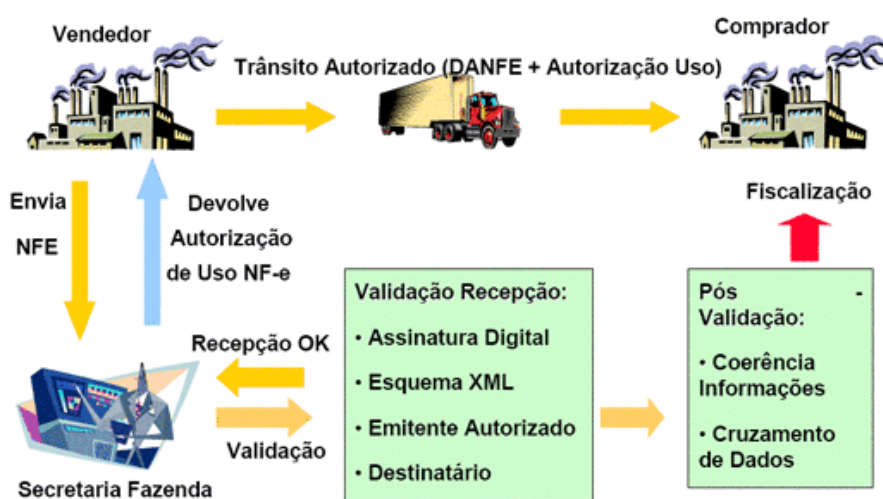 Vendedor
Comprador
Trânsito Autorizado (DANFE + Autorização Uso)
Envia
NFE
Devolve
Autorização
de Uso NF-e
Fiscalização
Validação Recepção:
• Assinatura Digital
• Esquema XML
• Emitente Autorizado
• Destinatário
Pós -
Validação:
• Coerência
Informações
• Cruzamento
de Dados
Recepção OK
Validação
Secretaria Fazenda